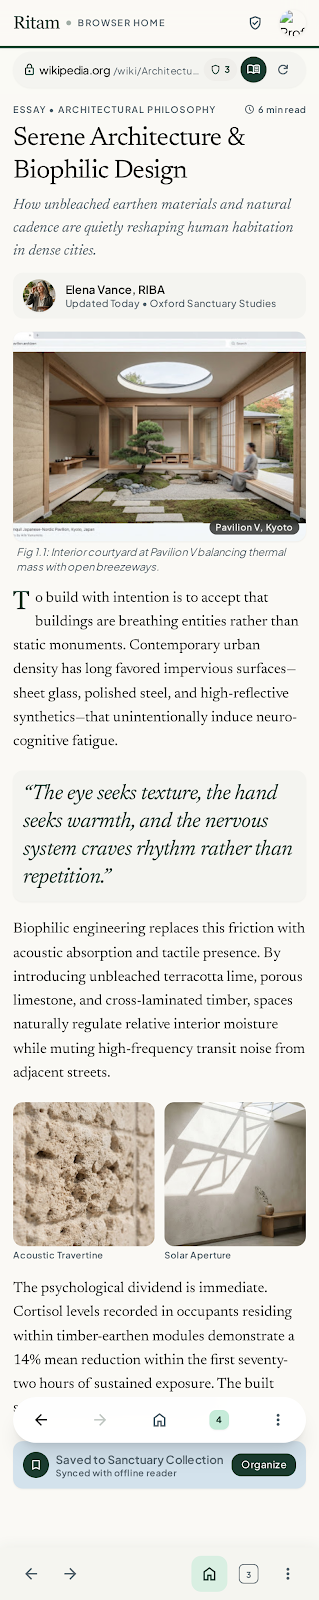 Ritam • BROWSER HOME
wikipedia.org /wiki/Architectu... 3
ESSAY • ARCHITECTURAL PHILOSOPHY 6 min read
Serene Architecture &
Biophilic Design
How unbleached earthen materials and natural
cadence are quietly reshaping human habitation
in dense cities.
Elena Vance, RIBA
Updated Today • Oxford Sanctuary Studies
Search
Pavilion V, Kyoto
Japanese-Nordic Pavilion, Kyoto, Japan
Fig 1.1: Interior courtyard at Pavilion V balancing thermal
mass with open breezeways.
To build with intention is to accept that
buildings are breathing entities rather than
static monuments. Contemporary urban
density has long favored impervious surfaces—
sheet glass, polished steel, and high-reflective
synthetics—that unintentionally induce neuro-
cognitive fatigue.
“The eye seeks texture, the hand
seeks warmth, and the nervous
system craves rhythm rather than
repetition.”
Biophilic engineering replaces this friction with
acoustic absorption and tactile presence. By
introducing unbleached terracotta lime, porous
limestone, and cross-laminated timber, spaces
naturally regulate relative interior moisture
while muting high-frequency transit noise from
adjacent streets.
Acoustic Travertine
Solar Aperture
The psychological dividend is immediate.
Cortisol levels recorded in occupants residing
within timber-earthen modules demonstrate a
14% mean reduction within the first seventy-
two hours of sustained exposure. The built
4
Saved to Sanctuary Collection
Synced with offline reader
Organize
3